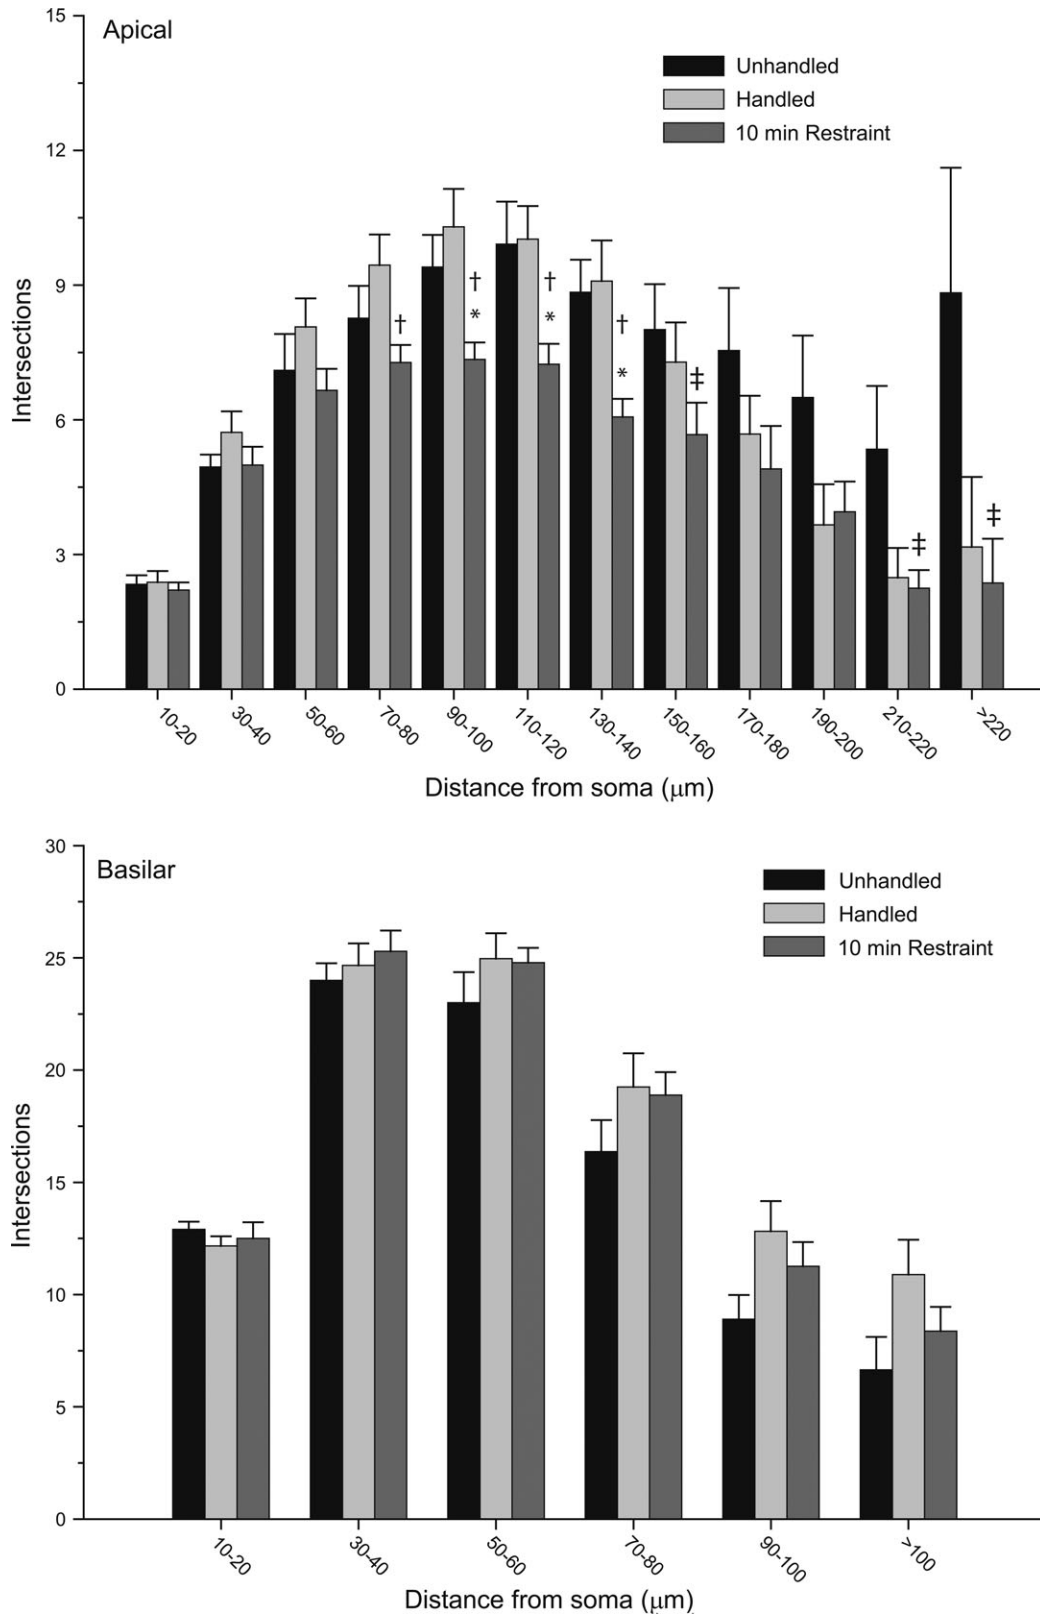 15
Apical
Unhandled
Handled
10 min Restraint
12
9
6
3
0
Intersections
† † † †
* * *
‡ ‡ ‡
10-20 30-40 50-60 70-80 90-100 110-120 130-140 150-160 170-180 190-200 210-220 >220
Distance from soma (μm)
30
Basilar
Unhandled
Handled
10 min Restraint
25
20
15
10
5
0
Intersections
10-20 30-40 50-60 70-80 90-100 >100
Distance from soma (μm)